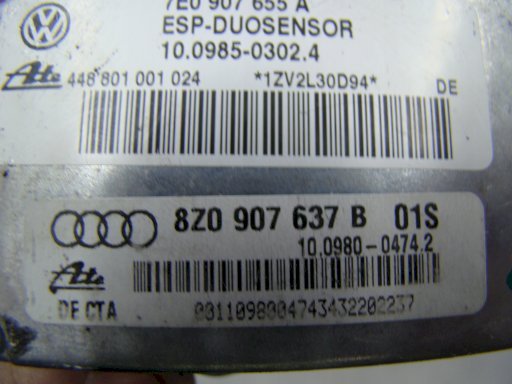 7E0 907 655 A
ESP-DUOSENSOR
10.0985-0302.4
Ate 448 801 001 024 *1ZV2L30D94* DE
8Z0 907 637 B 01S
10.0980-0474.2
Ate
DE CTA 0011098004743432202237